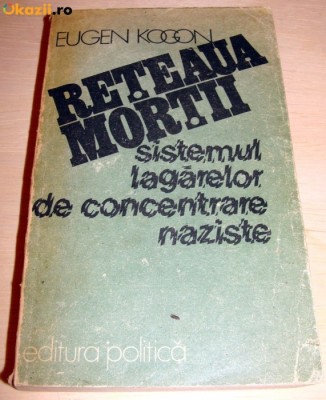 Okazii.ro
EUGEN KOGON
REȚEAUA
MORȚII
sistemul
lagărelor
de concentrare
naziste
editura politică